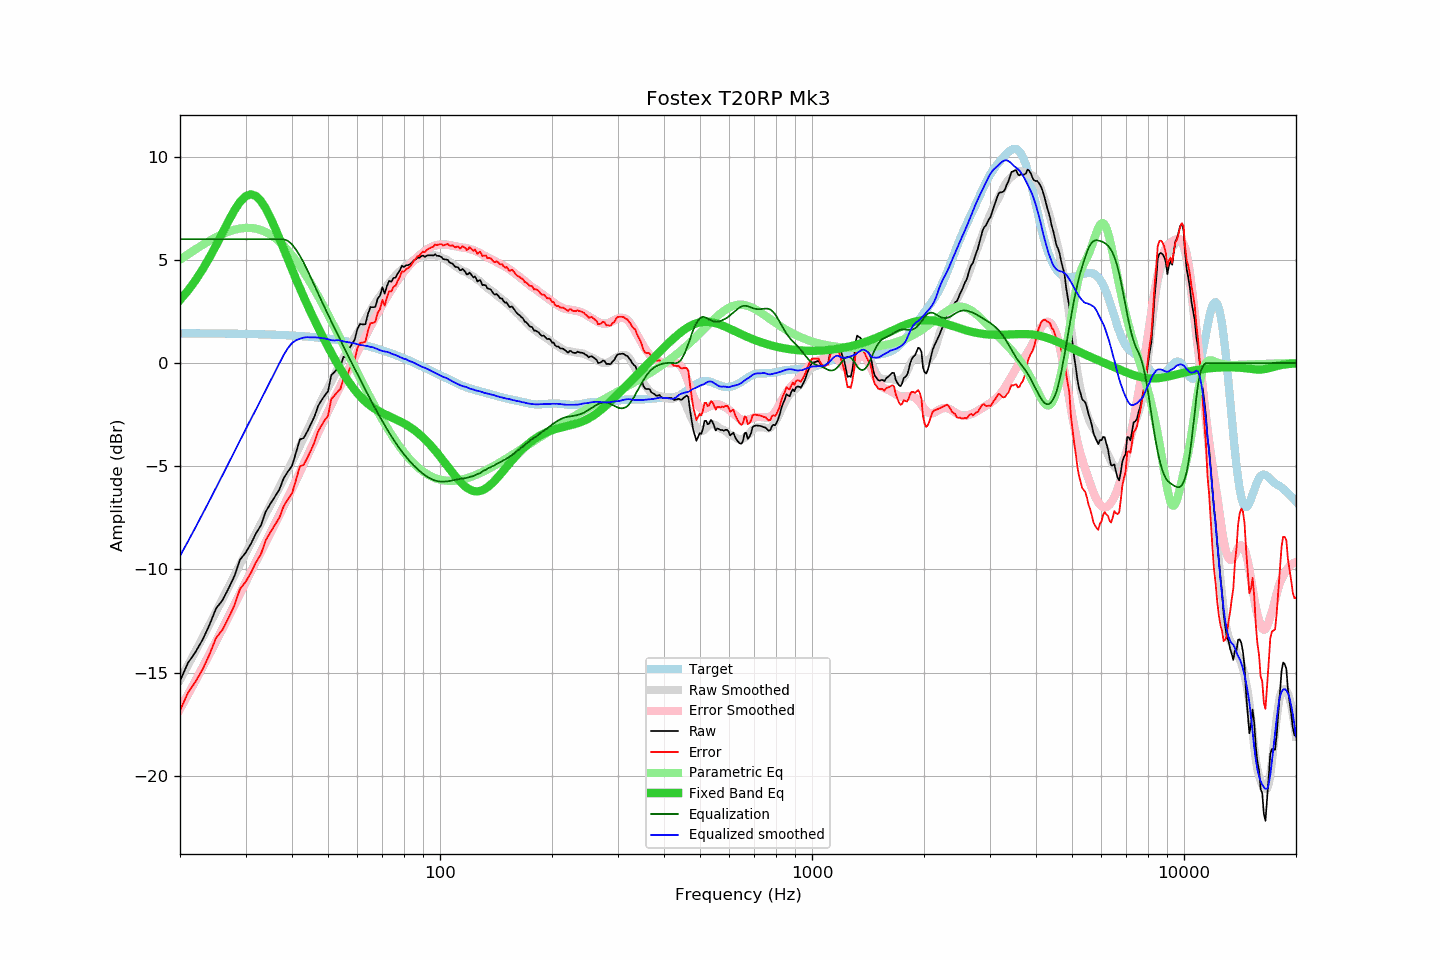 Fostex T20RP Mk3
10
5
0
−5
−10
−15
−20
Amplitude (dBr)
Target
Raw Smoothed
Error Smoothed
Raw
Error
Parametric Eq
Fixed Band Eq
Equalization
Equalized smoothed
100
1000
10000
Frequency (Hz)